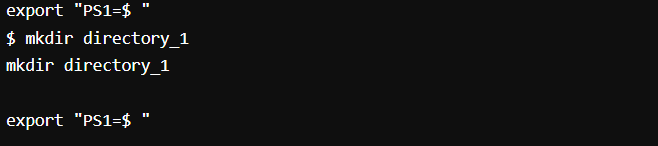 export "PS1=$ "
$ mkdir directory_1
mkdir directory_1
export "PS1=$ "